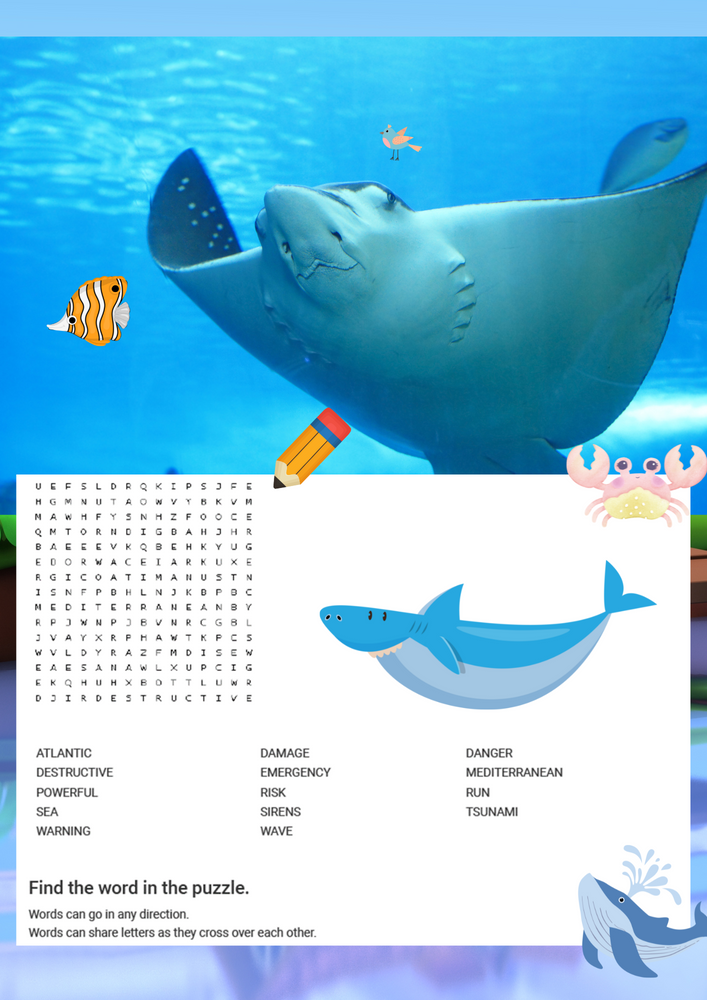 U E F S L D R Q K I P S J F E
H G M N U T A O W V Y B K V M
M A W H F Y S N H Z F O O C E
Q M T O R N D I G B A H J H R
B A E E E V K Q B E H K Y U G
E D O R W A C E I A R K U X E
R G I C O A T I M A N U S T N
I S N F P B H L N J K B P B C
M E D I T E R R A N E A N B Y
R P J W N P J B V N R C G B L
J V A Y X R P H A W T K P C S
W V L D Y R A Z F M D I S E W
E A E S A N A W L X U P C I G
E K Q H U H X B O T T L U W R
D J I R D E S T R U C T I V E
ATLANTIC DAMAGE DANGER
DESTRUCTIVE EMERGENCY MEDITERRANEAN
POWERFUL RISK RUN
SEA SIRENS TSUNAMI
WARNING WAVE
Find the word in the puzzle.
Words can go in any direction.
Words can share letters as they cross over each other.